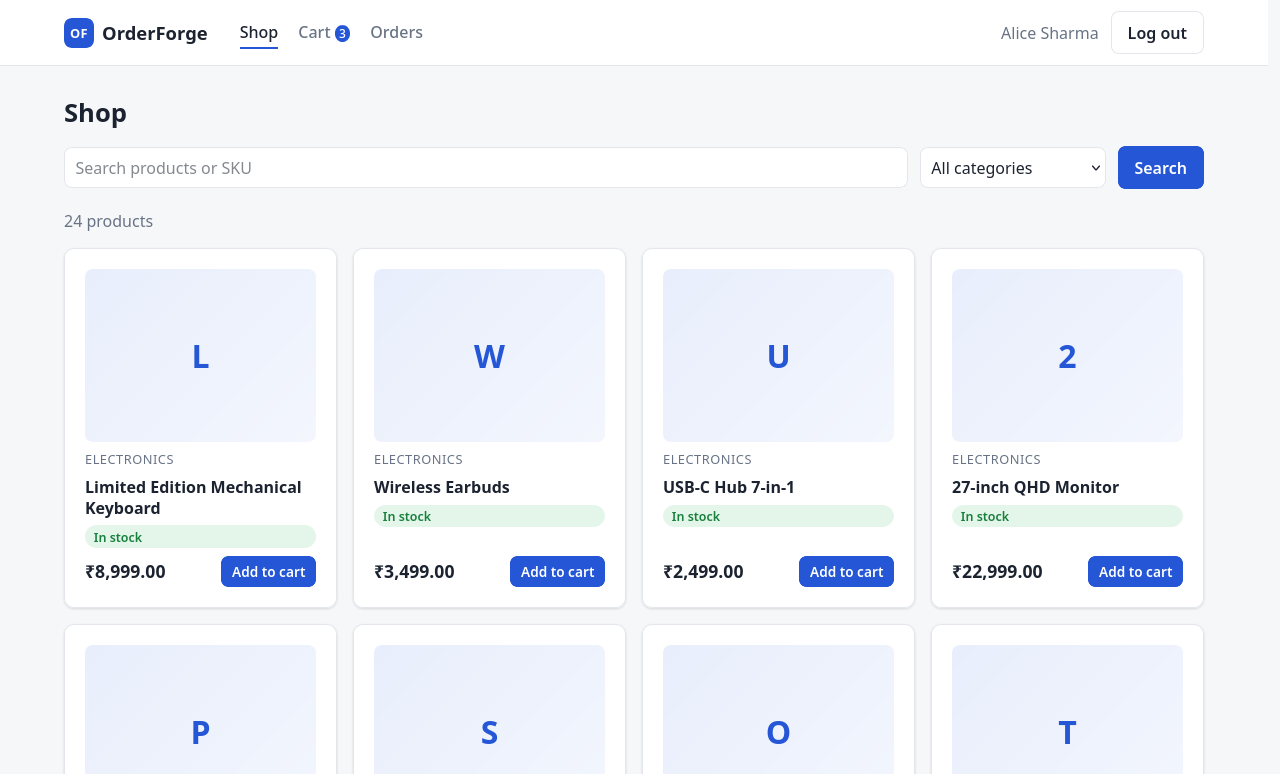 OF OrderForge Shop Cart 3 Orders Alice Sharma Log out
Shop
Search products or SKU All categories Search
24 products
L W U 2
ELECTRONICS ELECTRONICS ELECTRONICS ELECTRONICS
Limited Edition Mechanical Wireless Earbuds USB-C Hub 7-in-1 27-inch QHD Monitor
Keyboard In stock In stock In stock
In stock
₹8,999.00 Add to cart ₹3,499.00 Add to cart ₹2,499.00 Add to cart ₹22,999.00 Add to cart
P S O T